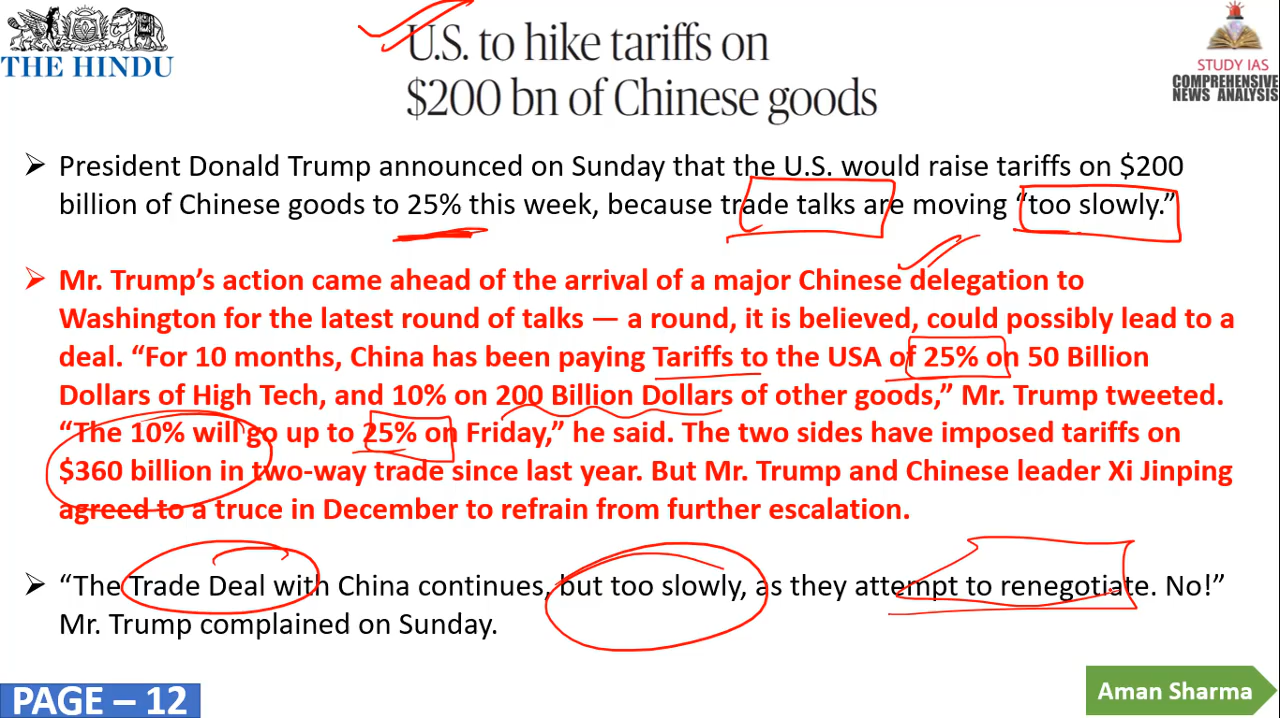 THE HINDU
U.S. to hike tariffs on
$200 bn of Chinese goods
STUDY IAS
COMPREHENSIVE
NEWS ANALYSIS
President Donald Trump announced on Sunday that the U.S. would raise tariffs on $200
billion of Chinese goods to 25% this week, because trade talks are moving “too slowly.”
Mr. Trump’s action came ahead of the arrival of a major Chinese delegation to
Washington for the latest round of talks — a round, it is believed, could possibly lead to a
deal. “For 10 months, China has been paying Tariffs to the USA of 25% on 50 Billion
Dollars of High Tech, and 10% on 200 Billion Dollars of other goods,” Mr. Trump tweeted.
“The 10% will go up to 25% on Friday,” he said. The two sides have imposed tariffs on
$360 billion in two-way trade since last year. But Mr. Trump and Chinese leader Xi Jinping
agreed to a truce in December to refrain from further escalation.
“The Trade Deal with China continues, but too slowly, as they attempt to renegotiate. No!”
Mr. Trump complained on Sunday.
PAGE – 12
Aman Sharma